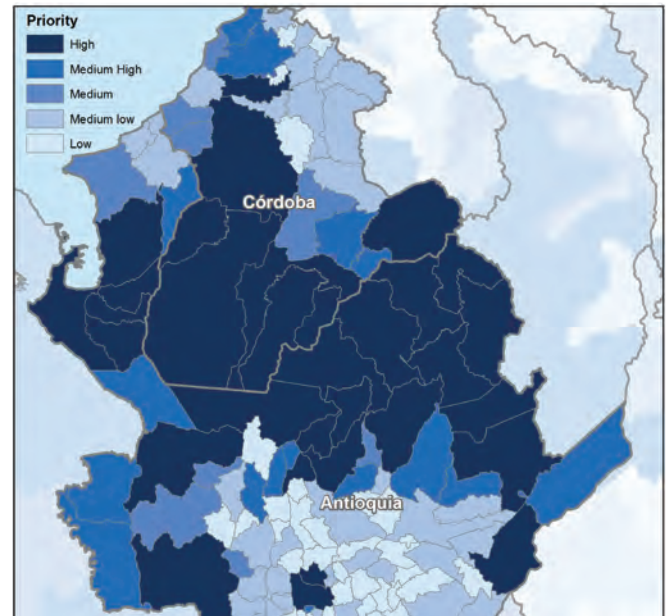 Priority
High
Medium High
Medium
Medium low
Low
Córdoba
Antioquia